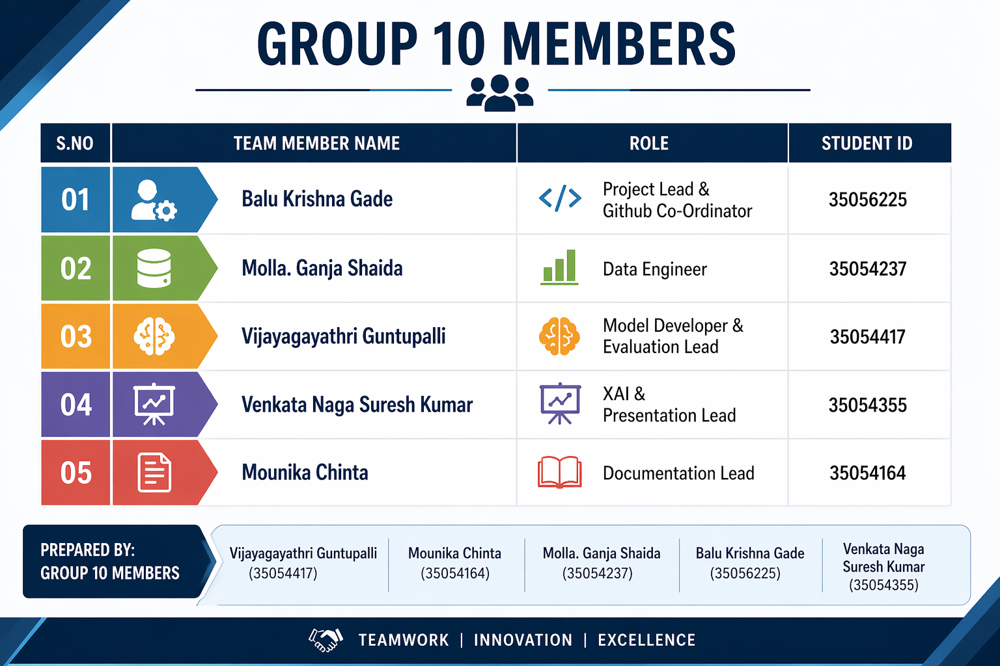 GROUP 10 MEMBERS
S.NO TEAM MEMBER NAME ROLE STUDENT ID
01 Balu Krishna Gade Project Lead &
Github Co-Ordinator 35056225
02 Molla. Ganja Shaida Data Engineer 35054237
03 Vijayagayathri Guntupalli Model Developer &
Evaluation Lead 35054417
04 Venkata Naga Suresh Kumar XAI &
Presentation Lead 35054355
05 Mounika Chinta Documentation Lead 35054164
PREPARED BY:
GROUP 10 MEMBERS
Vijayagayathri Guntupalli
(35054417)
Mounika Chinta
(35054164)
Molla. Ganja Shaida
(35054237)
Balu Krishna Gade
(35056225)
Venkata Naga
Suresh Kumar
(35054355)
TEAMWORK | INNOVATION | EXCELLENCE